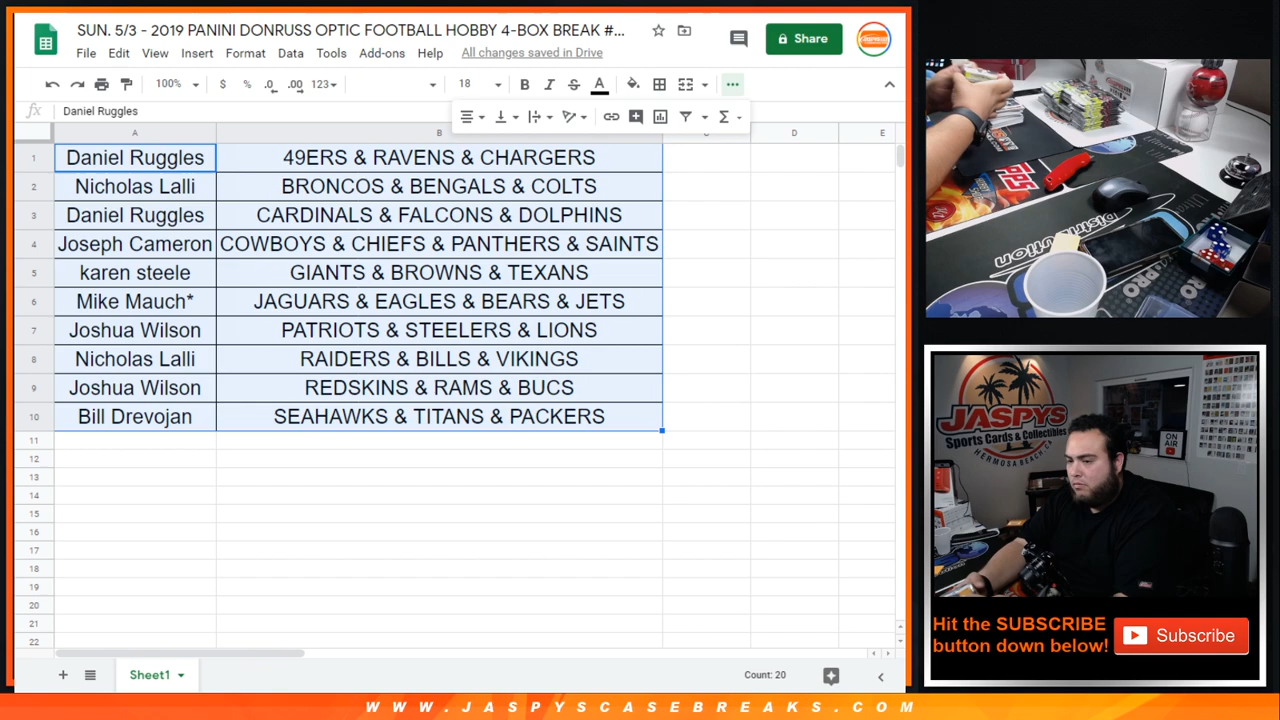 SUN. 5/3 - 2019 PANINI DONRUSS OPTIC FOOTBALL HOBBY 4-BOX BREAK #...
Share
File Edit View Insert Format Data Tools Add-ons Help All changes saved in Drive
100% $ % .0 .00 123 18 B I S A
fx Daniel Ruggles
A B C D E
1 Daniel Ruggles 49ERS & RAVENS & CHARGERS
2 Nicholas Lalli BRONCOS & BENGALS & COLTS
3 Daniel Ruggles CARDINALS & FALCONS & DOLPHINS
4 Joseph Cameron COWBOYS & CHIEFS & PANTHERS & SAINTS
5 karen steele GIANTS & BROWNS & TEXANS
6 Mike Mauch* JAGUARS & EAGLES & BEARS & JETS
7 Joshua Wilson PATRIOTS & STEELERS & LIONS
8 Nicholas Lalli RAIDERS & BILLS & VIKINGS
9 Joshua Wilson REDSKINS & RAMS & BUCS
10 Bill Drevojan SEAHAWKS & TITANS & PACKERS
11
12
13
14
15
16
17
18
19
20
21
22
Sheet1
Count: 20
Distribution
JASPYS
Sports Cards & Collectibles
HERMOSA BEACH, CA
ON AIR
Hit the SUBSCRIBE
button down below!
Subscribe
WWW.JASPYSCASEBREAKS.COM